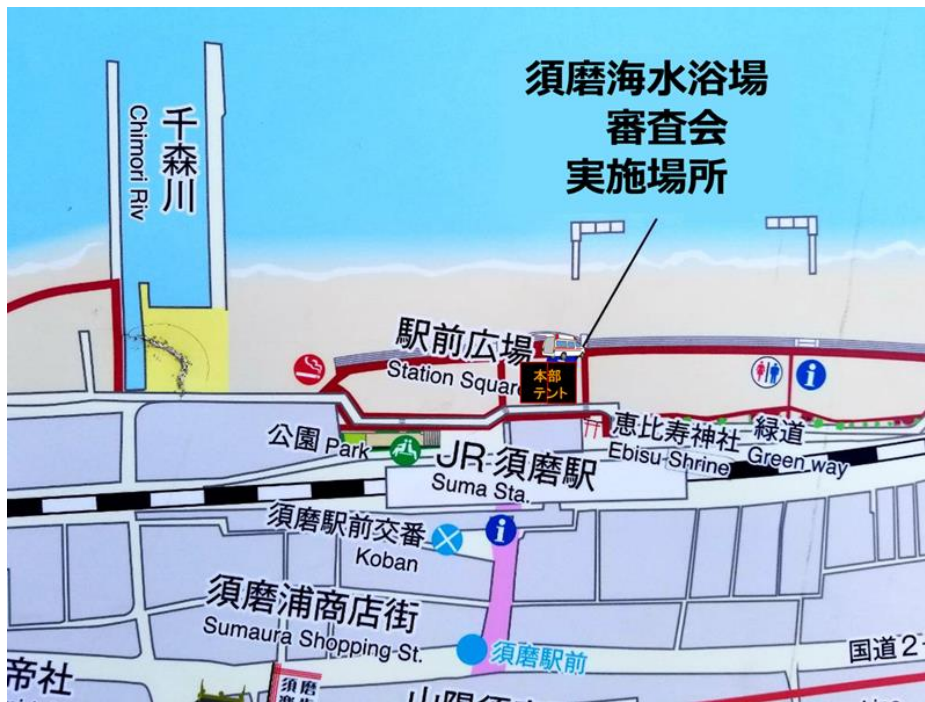 須磨海水浴場
審査会
実施場所
千森川
Chimori Riv
駅前広場
Station Squar
本部
テント
公園 Park
JR 須磨駅
Suma Sta.
恵比寿神社
Ebisu Shrine
緑道
Green way
須磨駅前交番
Koban
須磨浦商店街
Sumaura Shopping St.
須磨駅前
国道2
帝社
須磨